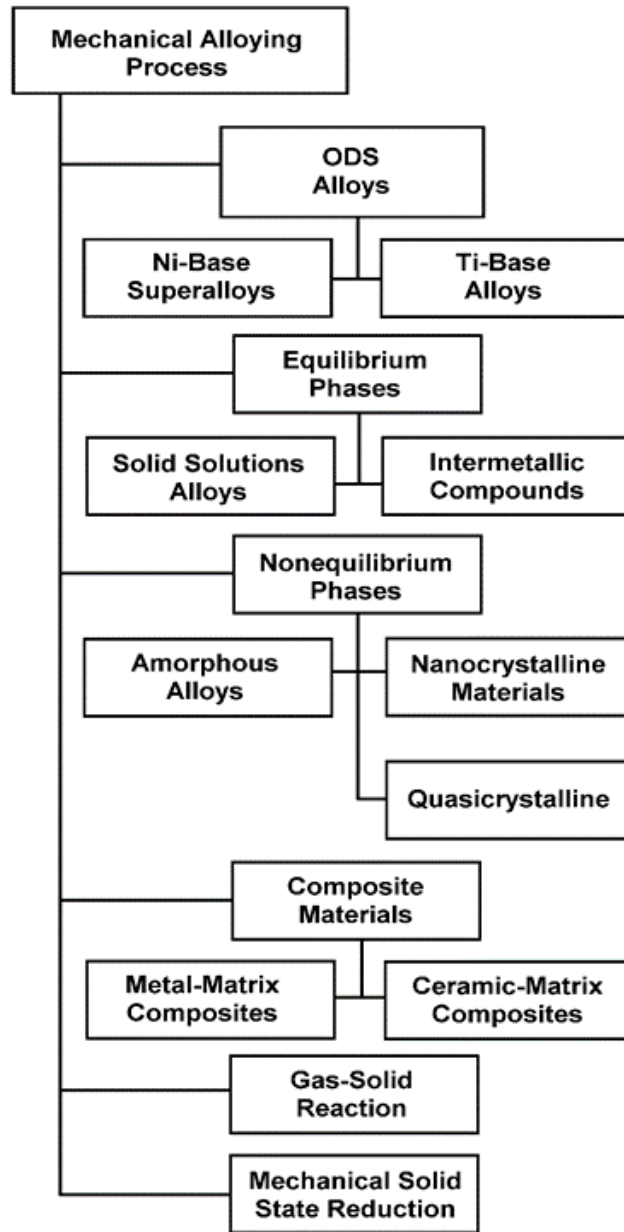 Mechanical Alloying
Process
ODS
Alloys
Ni-Base
Superalloys
Ti-Base
Alloys
Equilibrium
Phases
Solid Solutions
Alloys
Intermetallic
Compounds
Nonequilibrium
Phases
Amorphous
Alloys
Nanocrystalline
Materials
Quasicrystalline
Composite
Materials
Metal-Matrix
Composites
Ceramic-Matrix
Composites
Gas-Solid
Reaction
Mechanical Solid
State Reduction